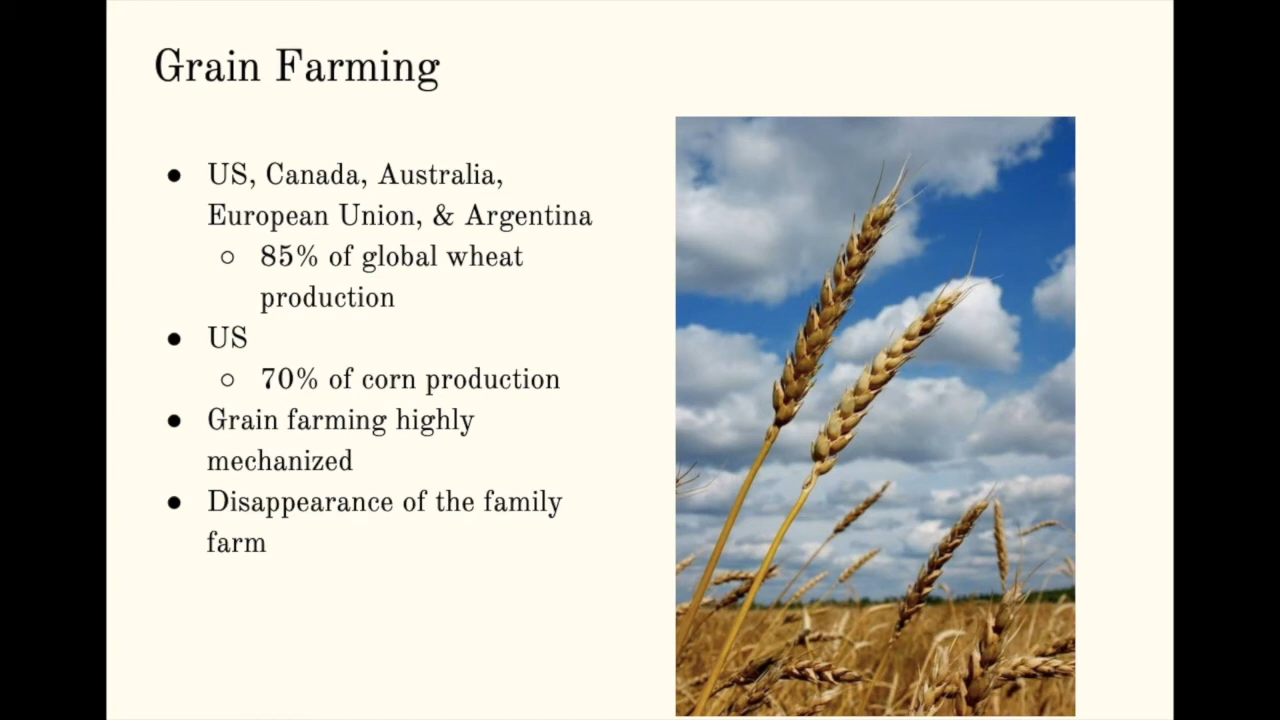 Grain Farming
● US, Canada, Australia,
European Union, & Argentina
○ 85% of global wheat
production
● US
○ 70% of corn production
● Grain farming highly
mechanized
● Disappearance of the family
farm